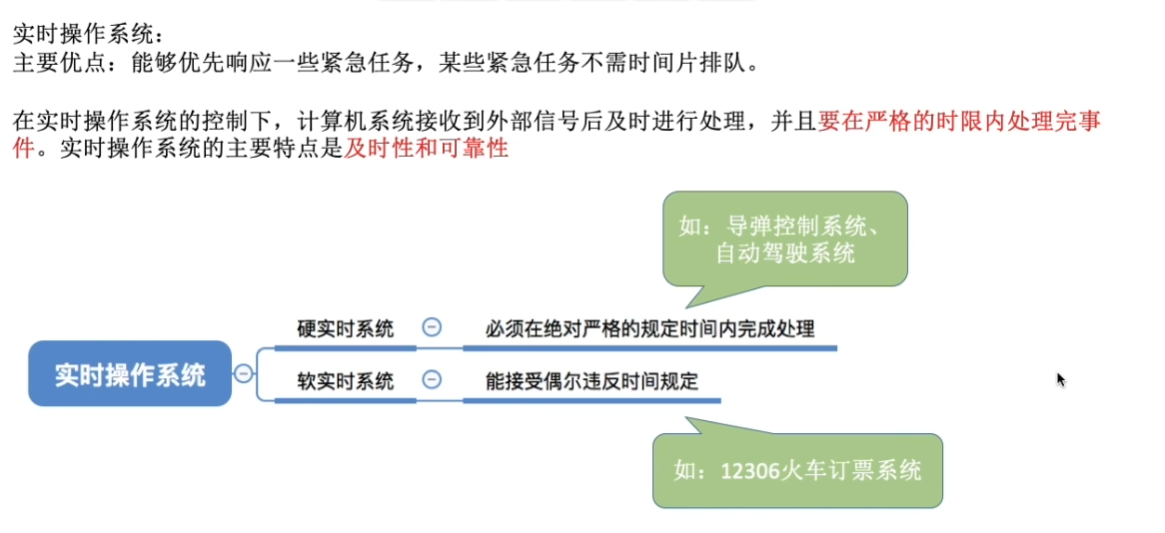 实时操作系统：
主要优点：能够优先响应一些紧急任务，某些紧急任务不需时间片排队。
在实时操作系统的控制下，计算机系统接收到外部信号后及时进行处理，并且要在严格的时限内处理完事
件。实时操作系统的主要特点是及时性和可靠性
如：导弹控制系统、
自动驾驶系统
硬实时系统
必须在绝对严格的规定时间内完成处理
实时操作系统
软实时系统
能接受偶尔违反时间规定
如：12306火车订票系统